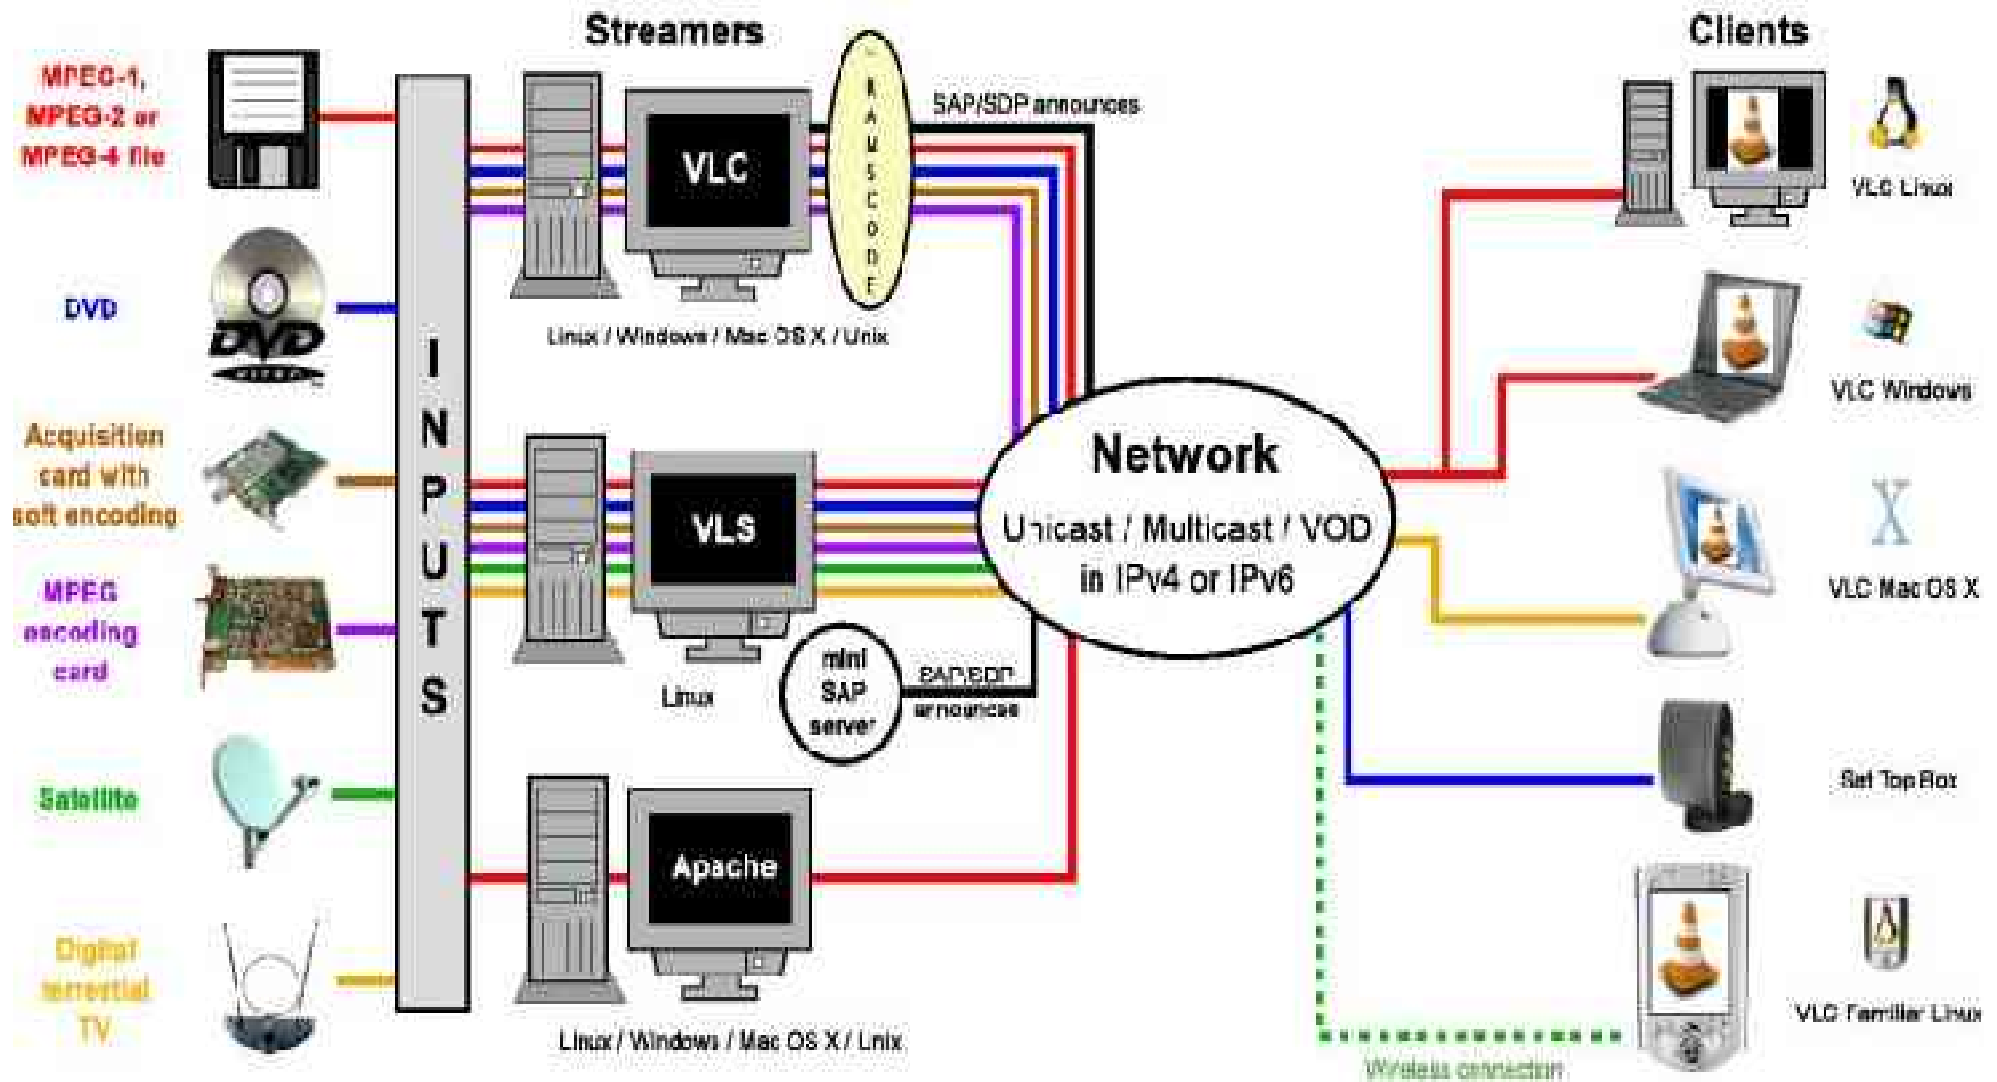 Streamers
Clients
MPEG-1,
MPEG-2 or
MPEG-4 file
DVD
DVD
Acquisition
card with
soft encoding
MPEG
encoding
card
Satellite
Digital
terrestial
TV
INPUTS
VLC
TRANSCODE
SAP/SDP announces
Linux / Windows / Mac OS X / Unix
VLS
Linux
mini
SAP
server
SAP/SDP
announces
Apache
Linux / Windows / Mac OS X / Unix
Network
Unicast / Multicast / VOD
in IPv4 or IPv6
VLC Linux
VLC Windows
X
VLC Mac OS X
Set Top Box
VLC Familiar Linux
Wireless connection